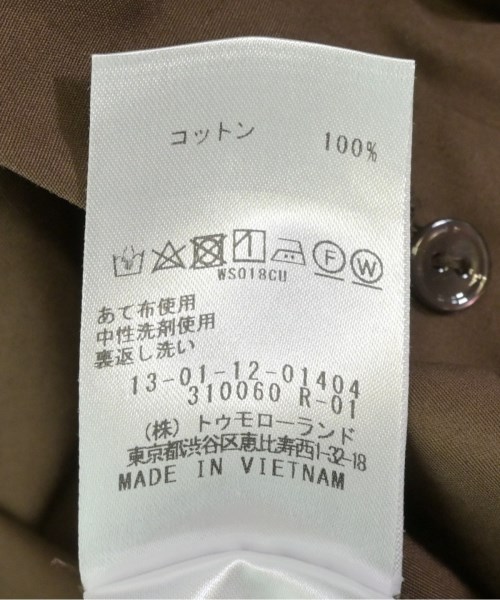 コットン 100%
F W
WS018CU
あて布使用
中性洗剤使用
裏返し洗い
13-01-12-01404
310060 R-01
(株) トゥモローランド
東京都渋谷区恵比寿西1-32-18
MADE IN VIETNAM